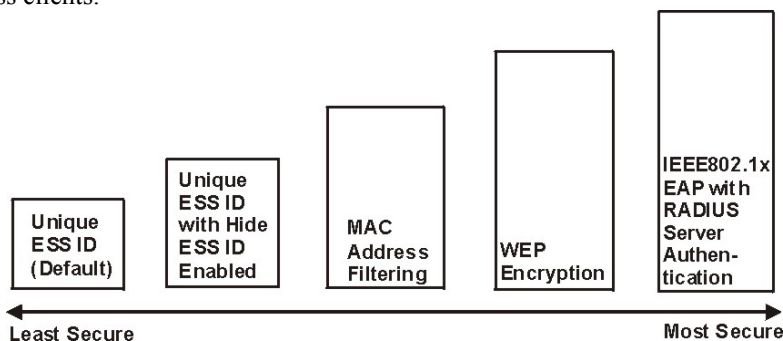 ss clients.
Unique
ESS ID
(Default)
Unique
ESS ID
with Hide
ESS ID
Enabled
MAC
Address
Filtering
WEP
Encryption
IEEE802.1x
EAP with
RADIUS
Server
Authen-
tication
Least Secure
Most Secure